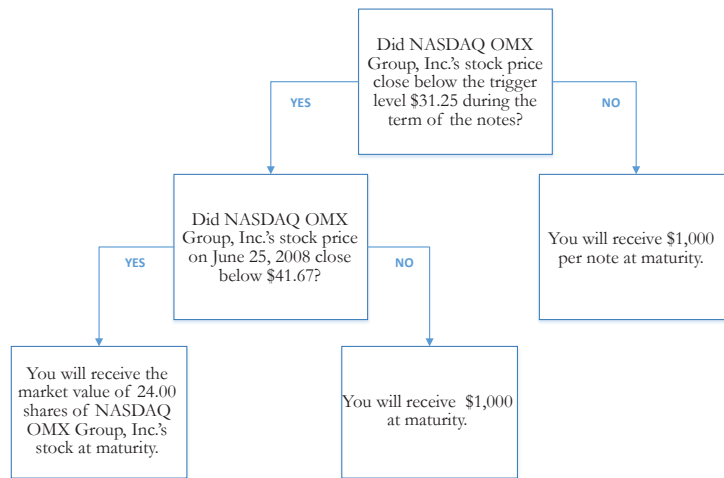 Did NASDAQ OMX
Group, Inc.'s stock price
close below the trigger
level $31.25 during the
term of the notes?
YES
NO
Did NASDAQ OMX
Group, Inc.'s stock price
on June 25, 2008 close
below $41.67?
You will receive $1,000
per note at maturity.
YES
NO
You will receive the
market value of 24.00
shares of NASDAQ
OMX Group, Inc.'s
stock at maturity.
You will receive $1,000
at maturity.